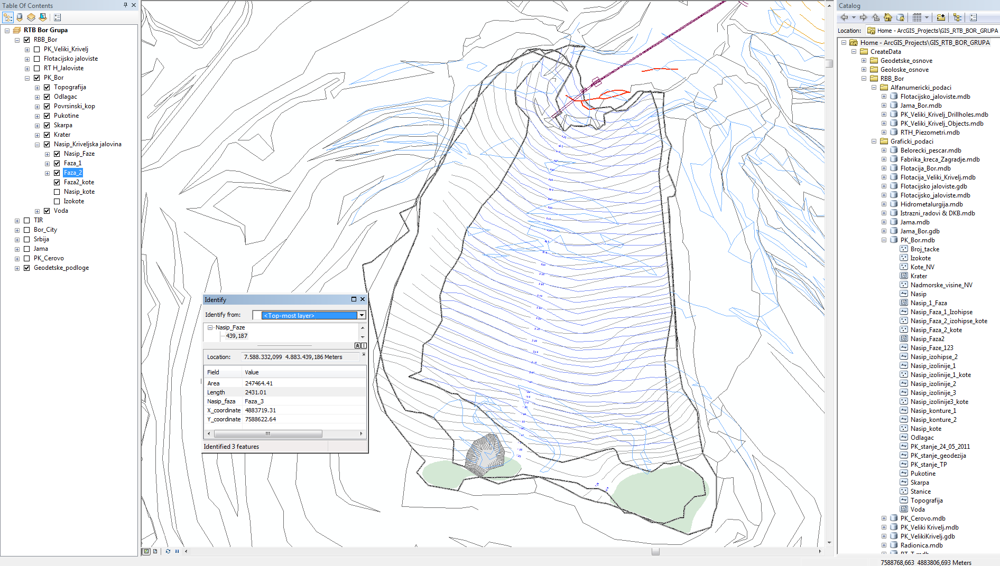 Table Of Contents
RTB Bor Grupa
RBB_Bor
PK_Veliki_Krivelj
Flotacijsko jaloviste
RT H_Jaloviste
PK_Bor
Topografija
Odlagac
Povrsinski_kop
Pukotine
Skarpa
Krater
Nasip_Kriveljska jalovina
Nasip_Faze
Faza_1
Faza_2
Faza2_kote
Nasip_kote
Izokote
Voda
TIR
Bor_City
Srbija
Jama
PK_Cerovo
Geodetske_podloge
Identify
Identify from: <Top-most layer>
Nasip_Faze
439,187
Location: 7.588.332,099 4.883.439,186 Meters
Field Value
Area 247464.41
Length 2431.01
Nasip_faza Faza_3
X_coordinate 4883719.31
Y_coordinate 7588622.64
Identified 3 features
Catalog
Location: Home - ArcGIS_Projects\GIS_RTB_BOR_GRUPA
Home - ArcGIS_Projects\GIS_RTB_BOR_GRUPA
CreateData
Geodetske_osnove
Geoloske_osnove
RBB_Bor
Alfanumericki_podaci
Flotacijsko_jaloviste.mdb
Jama_Bor.mdb
PK_Veliki_Krivelj_Drillholes.mdb
PK_Veliki_Krivelj_Objects.mdb
RTH_Piezometri.mdb
Graficki_podaci
Belorecki_pescar.mdb
Fabrika_kreca_Zagradje.mdb
Flotacija_Bor.mdb
Flotacija_Veliki_Krivelj.mdb
Flotacijsko jaloviste.gdb
Flotacijsko_jaloviste.mdb
Hidrometalurgija.mdb
Istrazni_radovi & DKB.mdb
Jama.mdb
Jama_Bor.gdb
PK_Bor.mdb
Broj_tacke
Izokote
Kote_NV
Krater
Nadmorske_visine_NV
Nasip
Nasip_1_Faza
Nasip_Faza_1_Izohipse
Nasip_Faza_2_izohipse_kote
Nasip_Faza_2_kote
Nasip_Faza2
Nasip_Faze_123
Nasip_izohipse_2
Nasip_izolinije_1
Nasip_izolinije_1_kote
Nasip_izolinije_2
Nasip_izolinije_3
Nasip_izolinije3_kote
Nasip_konture_1
Nasip_konture_2
Nasip_kote
Odlagac
PK_stanje_24_05_2011
PK_stanje_geodezija
PK_stanje_TP
Pukotine
Skarpa
Stanice
Topografija
Voda
PK_Cerovo.mdb
PK_Veliki Krivelj.mdb
PK_VelikiKrivelj.gdb
Radionica.mdb
7588768,663 4883806,693 Meters